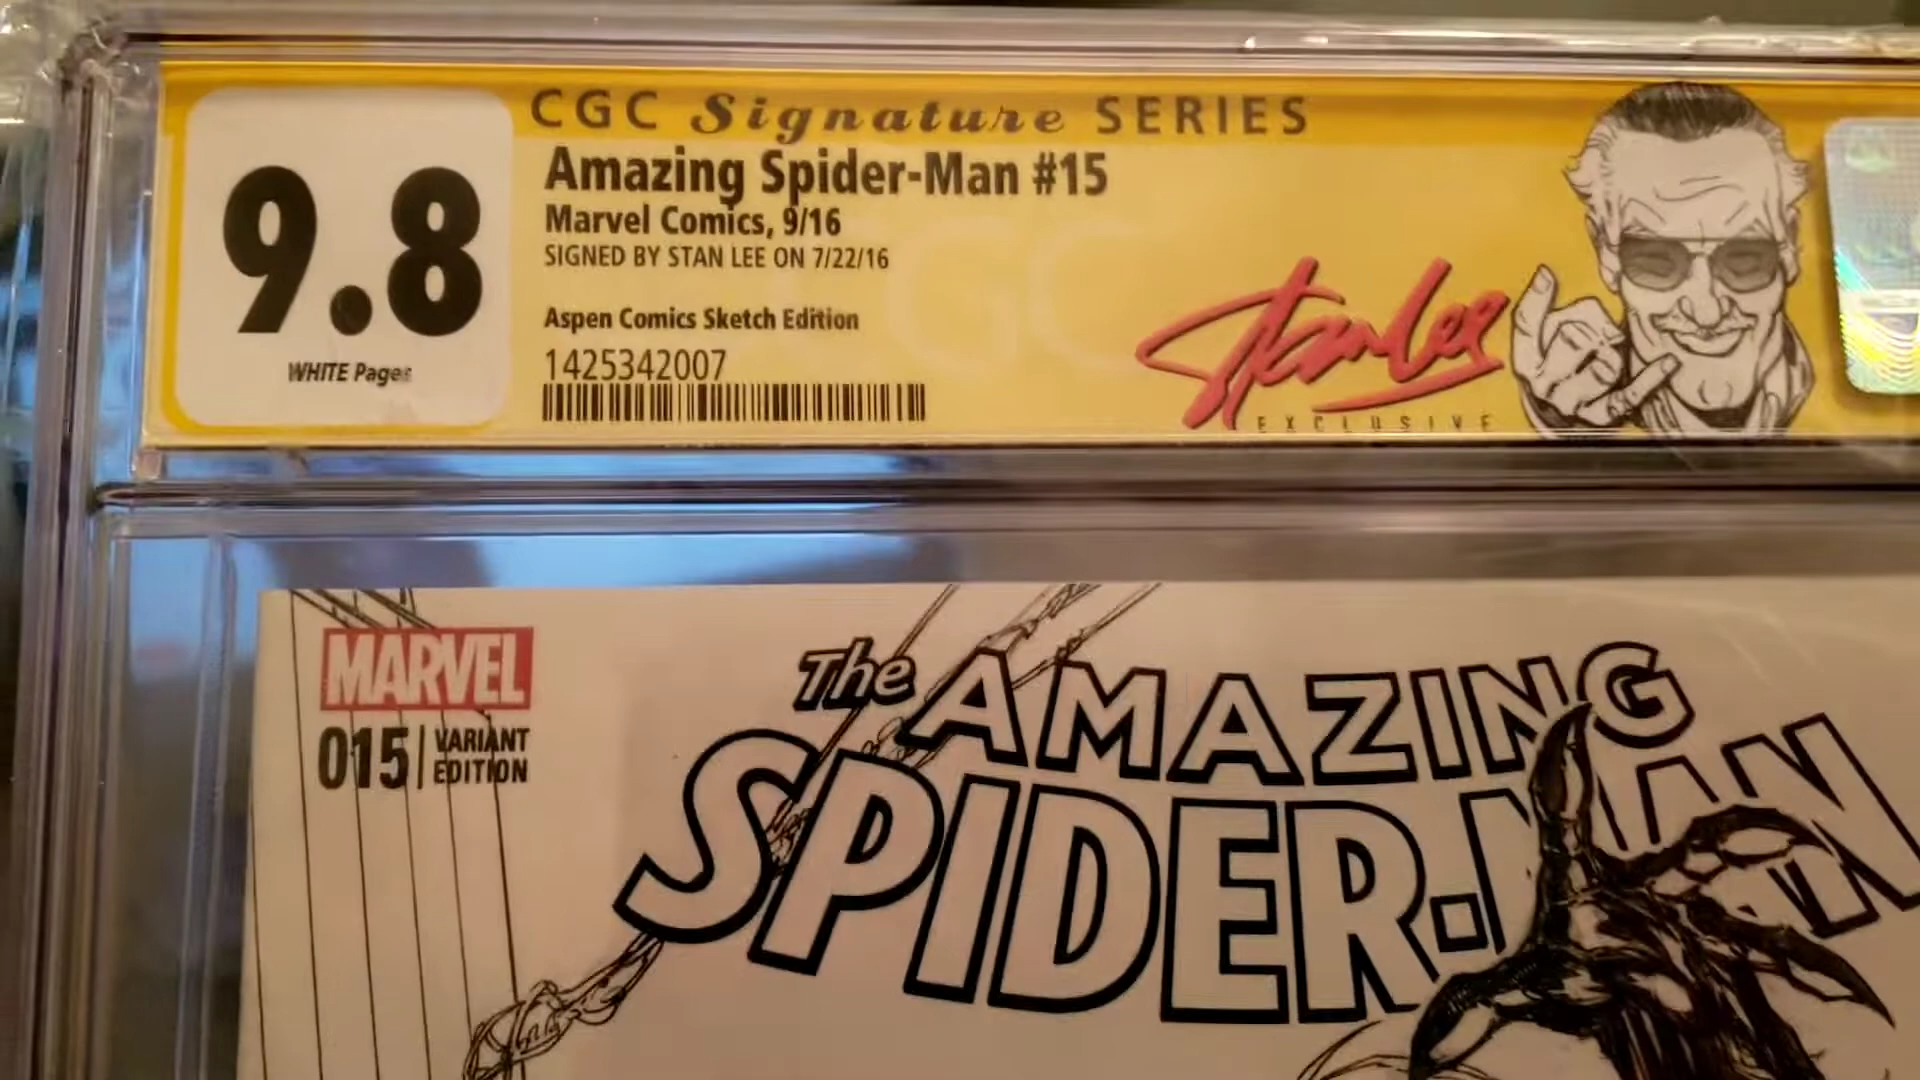 CGC Signature SERIES
9.8
WHITE Pages
Amazing Spider-Man #15
Marvel Comics, 9/16
SIGNED BY STAN LEE ON 7/22/16
Aspen Comics Sketch Edition
1425342007
Stan Lee
EXCLUSIVE
MARVEL
015 | VARIANT
EDITION
The AMAZING
SPIDER-MAN